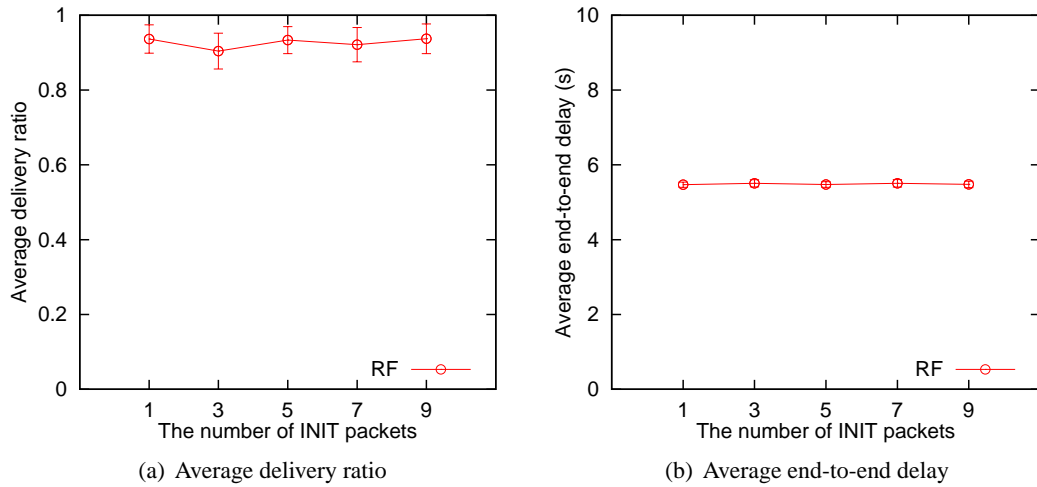 1
0.8
0.6
0.4
0.2
0
Average delivery ratio
RF
1 3 5 7 9
The number of INIT packets
(a) Average delivery ratio
10
8
6
4
2
0
Average end-to-end delay (s)
RF
1 3 5 7 9
The number of INIT packets
(b) Average end-to-end delay